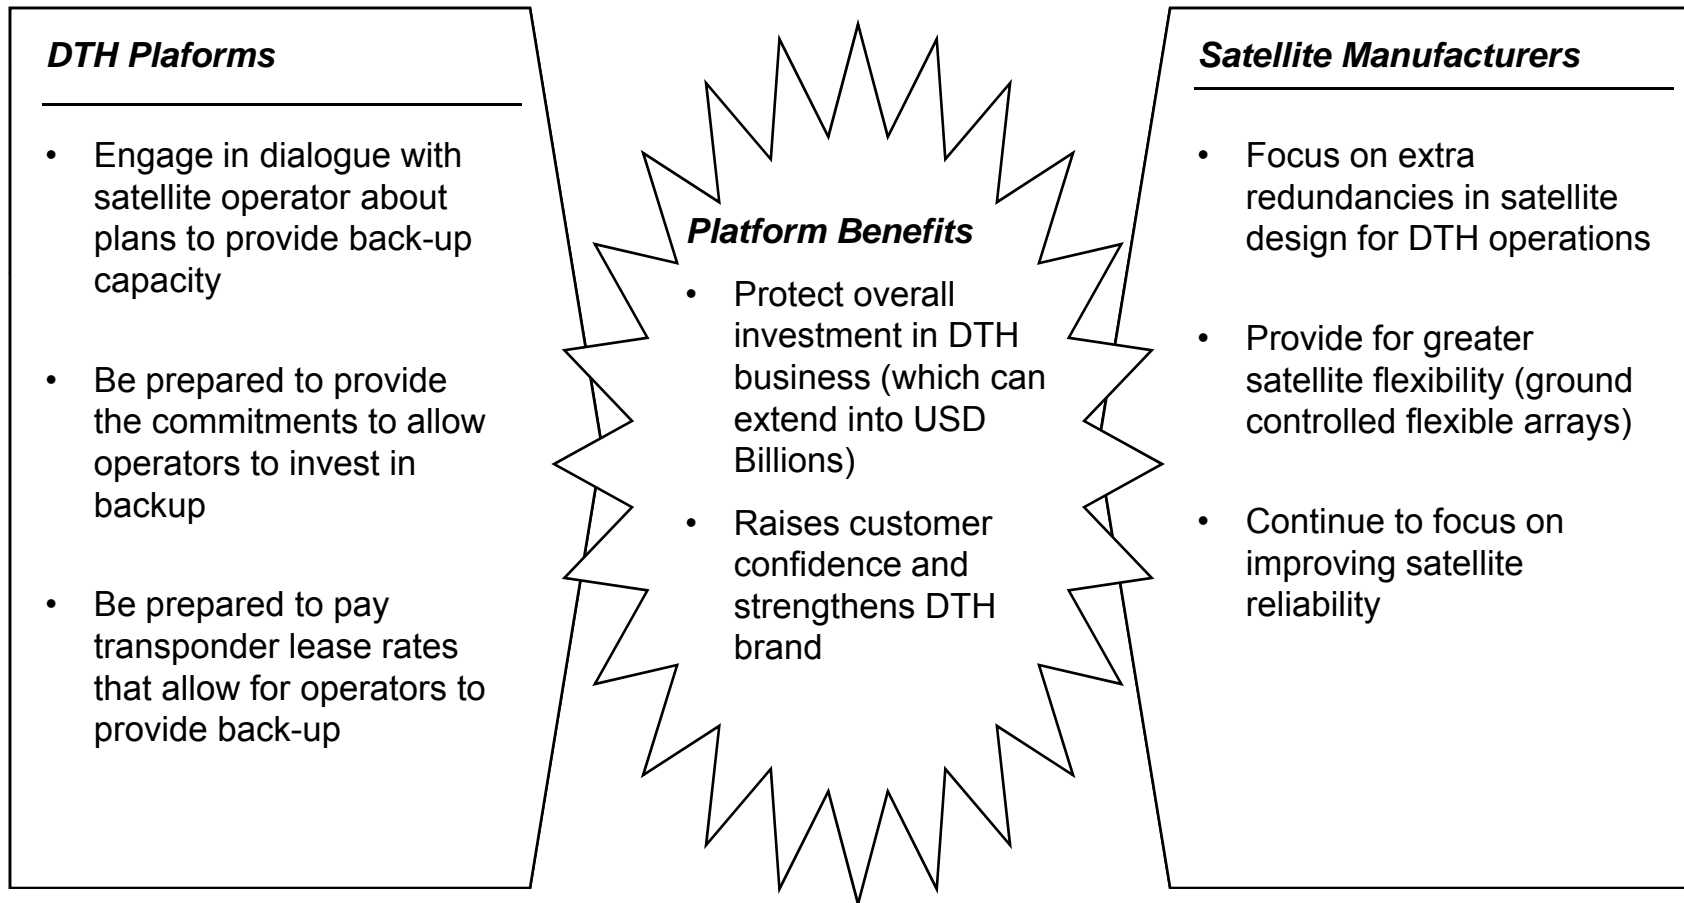 DTH Plaforms
• Engage in dialogue with
satellite operator about
plans to provide back-up
capacity
• Be prepared to provide
the commitments to allow
operators to invest in
backup
• Be prepared to pay
transponder lease rates
that allow for operators to
provide back-up
Platform Benefits
• Protect overall
investment in DTH
business (which can
extend into USD
Billions)
• Raises customer
confidence and
strengthens DTH
brand
Satellite Manufacturers
• Focus on extra
redundancies in satellite
design for DTH operations
• Provide for greater
satellite flexibility (ground
controlled flexible arrays)
• Continue to focus on
improving satellite
reliability